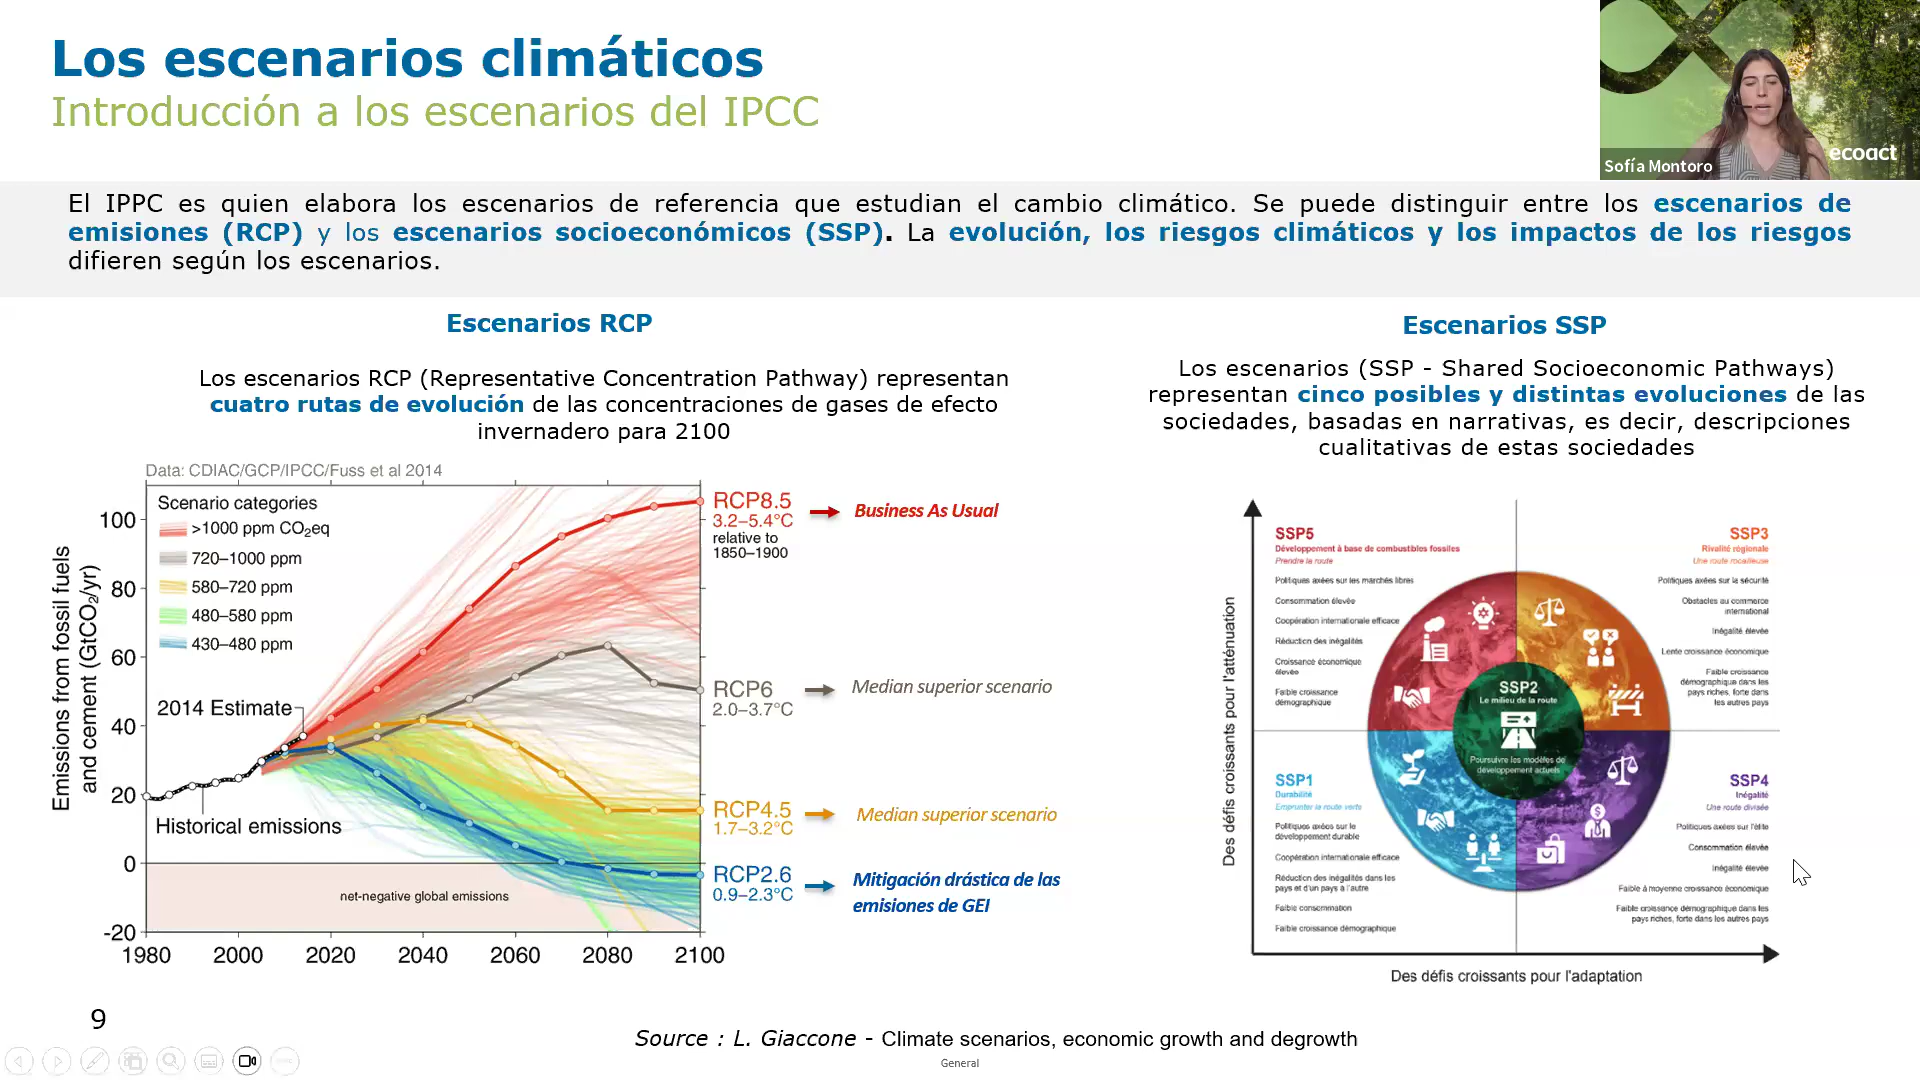 Los escenarios climáticos
Introducción a los escenarios del IPCC
Sofía Montoro
ecoact
El IPPC es quien elabora los escenarios de referencia que estudian el cambio climático. Se puede distinguir entre los escenarios de
emisiones (RCP) y los escenarios socioeconómicos (SSP). La evolución, los riesgos climáticos y los impactos de los riesgos
difieren según los escenarios.
Escenarios RCP
Los escenarios RCP (Representative Concentration Pathway) representan
cuatro rutas de evolución de las concentraciones de gases de efecto
invernadero para 2100
Data: CDIAC/GCP/IPCC/Fuss et al 2014
Scenario categories
>1000 ppm CO2eq
720–1000 ppm
580–720 ppm
480–580 ppm
430–480 ppm
2014 Estimate
Historical emissions
net-negative global emissions
Emissions from fossil fuels
and cement (GtCO2/yr)
100
80
60
40
20
0
-20
1980 2000 2020 2040 2060 2080 2100
RCP8.5
3.2–5.4°C
relative to
1850–1900
Business As Usual
RCP6
2.0–3.7°C
Median superior scenario
RCP4.5
1.7–3.2°C
Median superior scenario
RCP2.6
0.9–2.3°C
Mitigación drástica de las
emisiones de GEI
Escenarios SSP
Los escenarios (SSP - Shared Socioeconomic Pathways)
representan cinco posibles y distintas evoluciones de las
sociedades, basadas en narrativas, es decir, descripciones
cualitativas de estas sociedades
Des défis croissants pour l'atténuation
SSP5
Développement à base de combustibles fossiles
Prendre la route
Politiques axées sur les marchés libres
Consommation élevée
Coopération internationale efficace
Réduction des inégalités
Croissance économique
élevée
Faible croissance
démographique
SSP3
Rivalité régionale
Une route rocailleuse
Politiques axées sur la sécurité
Obstacles au commerce
international
Inégalité élevée
Lente croissance économique
Faible croissance
démographique dans les
pays riches, forte dans
les autres pays
SSP2
Le milieu de la route
Poursuivre les modèles de
développement actuels
SSP1
Durabilité
Emprunter la route verte
Politiques axées sur le
développement durable
Coopération internationale efficace
Réduction des inégalités dans les
pays et d'un pays à l'autre
Faible consommation
Faible croissance démographique
SSP4
Inégalité
Une route divisée
Politiques axées sur l'élite
Consommation élevée
Inégalité élevée
Faible à moyenne croissance économique
Faible croissance démographique dans les
pays riches, forte dans les autres pays
Des défis croissants pour l'adaptation
9
Source : L. Giaccone - Climate scenarios, economic growth and degrowth
General